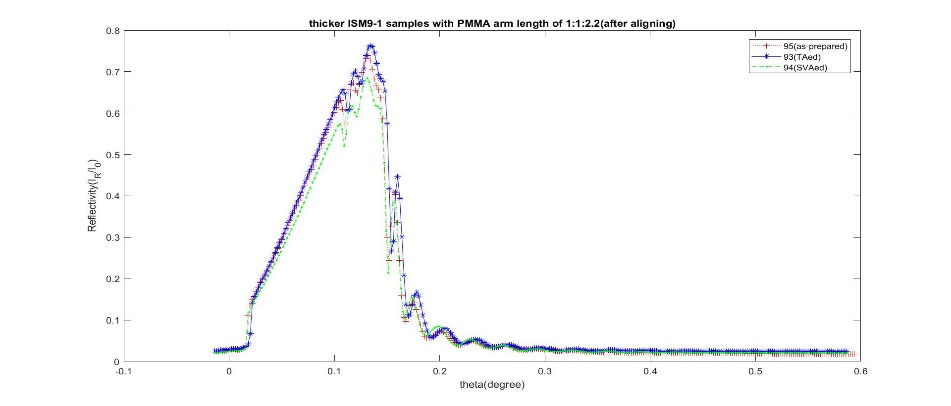 thicker ISM9-1 samples with PMMA arm length of 1:1:2.2(after aligning)
0.8
0.7
0.6
0.5
0.4
0.3
0.2
0.1
0
Reflectivity(I_R/I_0)
95(as-prepared)
93(TAed)
94(SVAed)
-0.1 0 0.1 0.2 0.3 0.4 0.5 0.6
theta(degree)